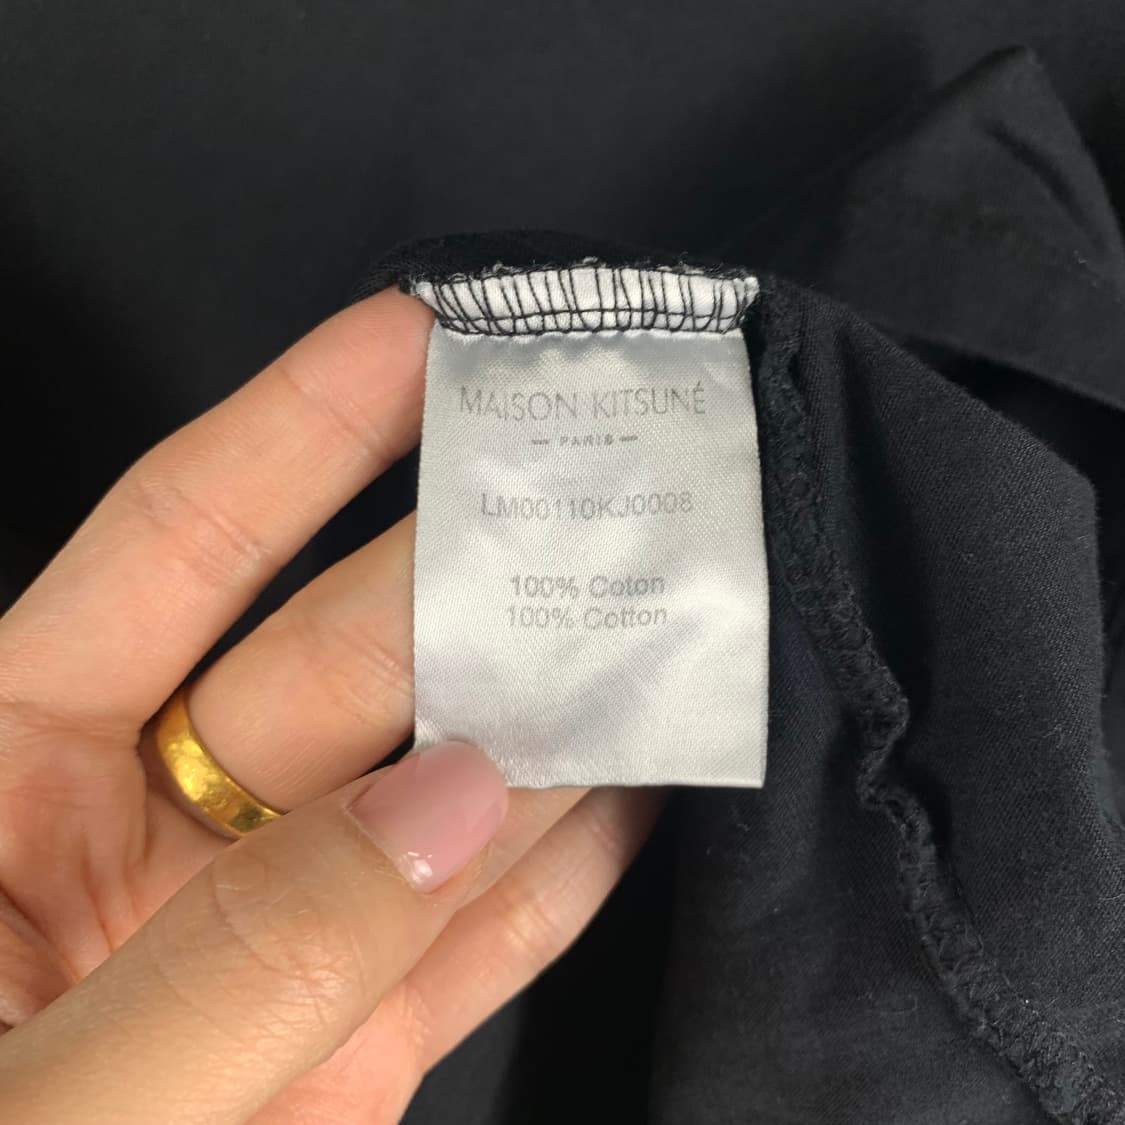 MAISON KITSUNÉ
— PARIS —
LM00110KJ0008
100% Coton
100% Cotton